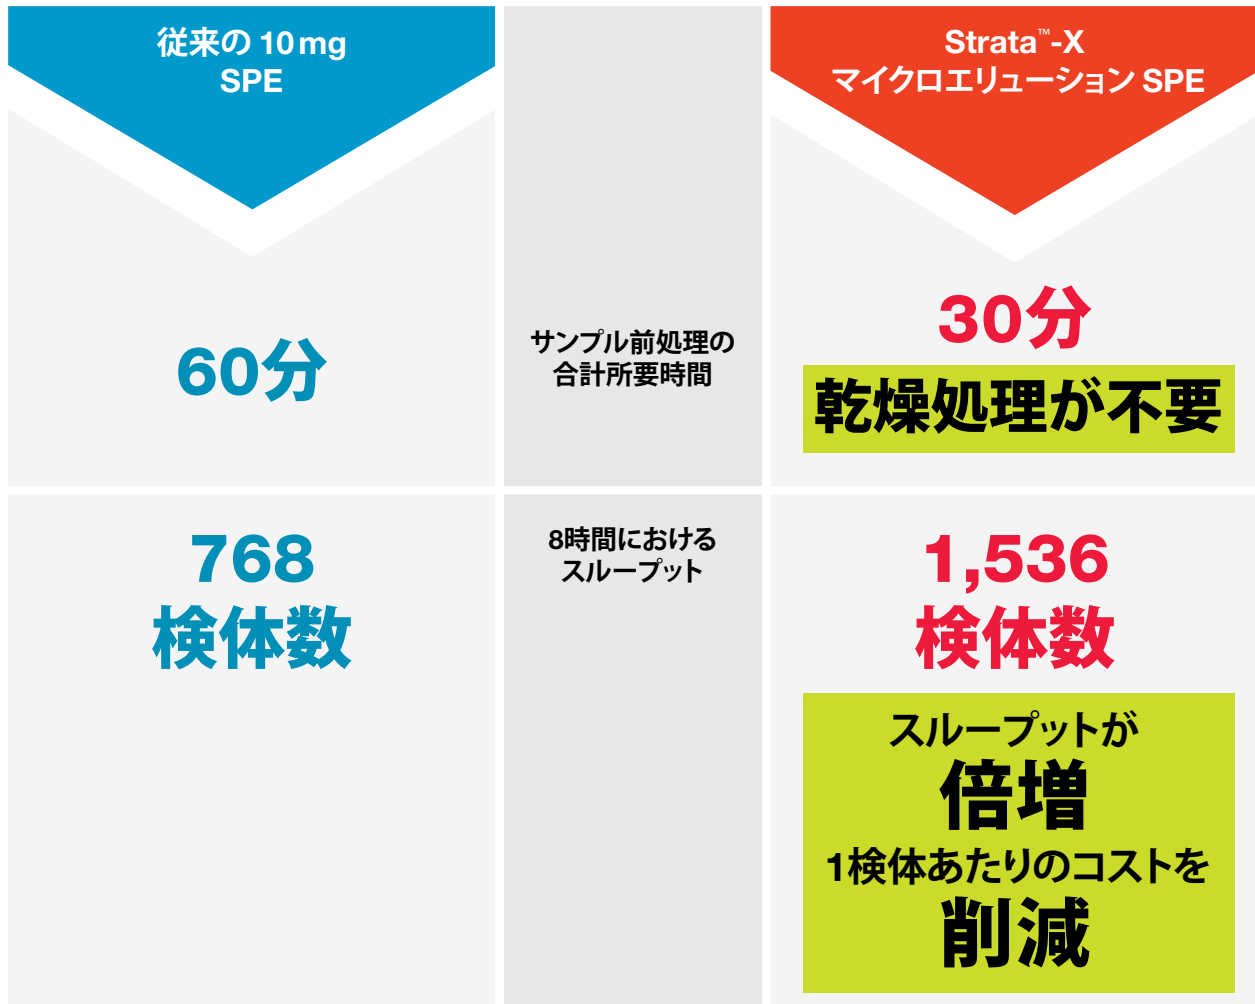 従来の 10 mg
SPE
Strata™-X
マイクロエリューション SPE
60分
サンプル前処理の
合計所要時間
30分
乾燥処理が不要
768
検体数
8時間における
スループット
1,536
検体数
スループットが
倍増
1検体あたりのコストを
削減